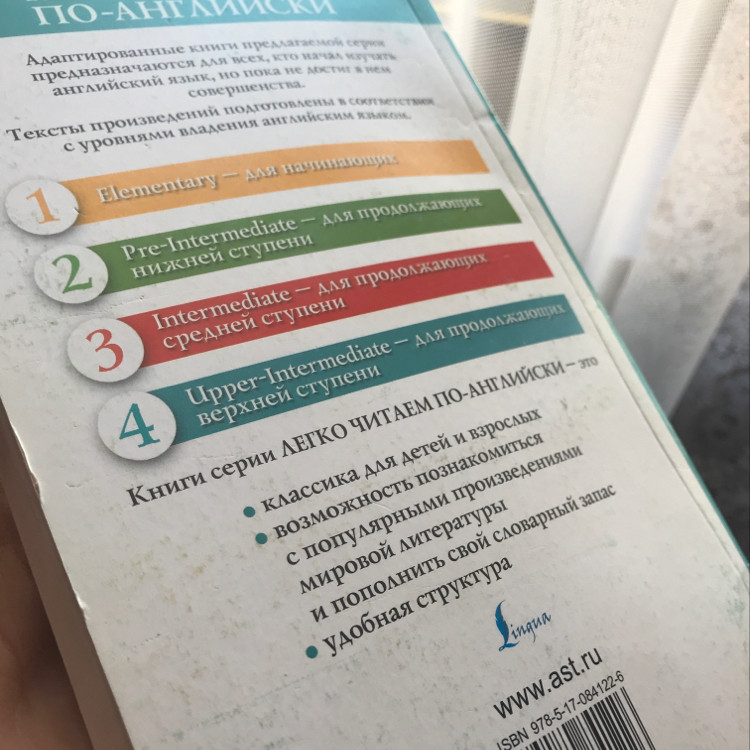 ПО-АНГЛИЙСКИ
Адаптированные книги предлагаемой серии
предназначаются для всех, кто начал изучать
английский язык, но пока не достиг в нем
совершенства.
Тексты произведений подготовлены в соответствии
с уровнями владения английским языком.
1 Elementary — для начинающих
2 Pre-Intermediate — для продолжающих
нижней ступени
3 Intermediate — для продолжающих
средней ступени
4 Upper-Intermediate — для продолжающих
верхней ступени
Книги серии ЛЕГКО ЧИТАЕМ ПО-АНГЛИЙСКИ — это
• классика для детей и взрослых
• возможность познакомиться
с популярными произведениями
мировой литературы
и пополнить свой словарный запас
• удобная структура
Lingua
www.ast.ru
ISBN 978-5-17-084122-6